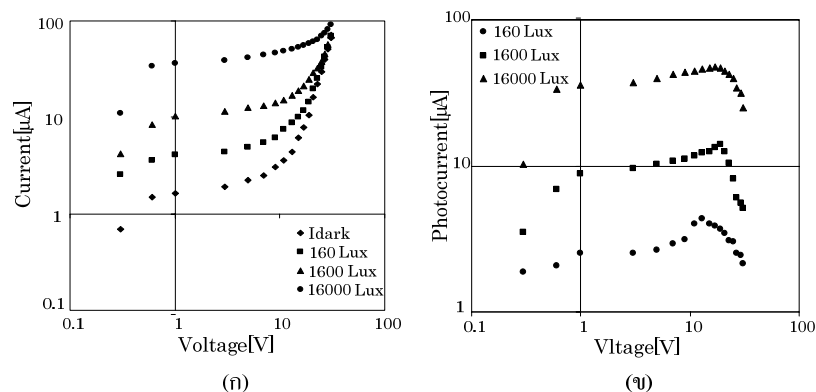 Current[µA]
100
10
1
0.1
0.1
1
10
100
Voltage[V]
Idark
160 Lux
1600 Lux
16000 Lux
(ก)
Photocurrent[µA]
100
10
1
0.1
1
10
100
Vltage[V]
160 Lux
1600 Lux
16000 Lux
(ข)